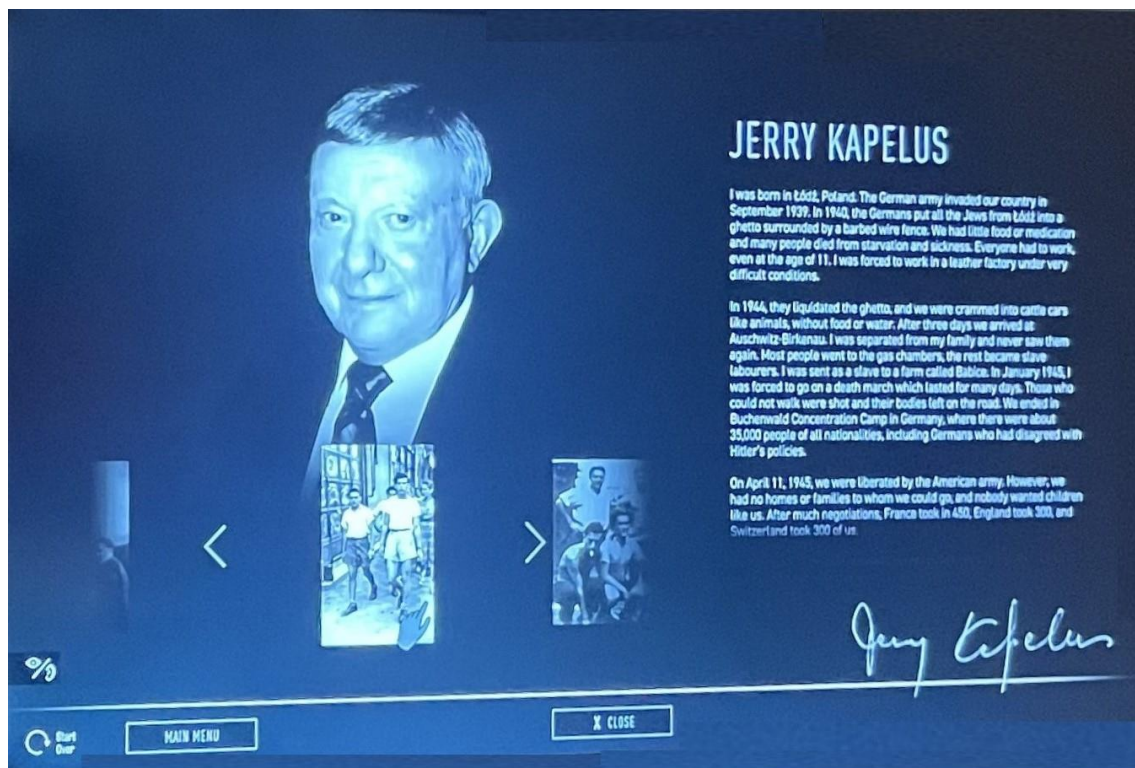 JERRY KAPELUS
I was born in Łódź, Poland. The German army invaded our country in
September 1939. In 1940, the Germans put all the Jews from Łódź into a
ghetto surrounded by a barbed wire fence. We had little food or medication
and many people died from starvation and sickness. Everyone had to work,
even at the age of 11. I was forced to work in a leather factory under very
difficult conditions.
In 1944, they liquidated the ghetto, and we were crammed into cattle cars
like animals, without food or water. After three days we arrived at
Auschwitz-Birkenau. I was separated from my family and never saw them
again. Most people went to the gas chambers, the rest became slave
labourers. I was sent as a slave to a farm called Babice. In January 1945, I
was forced to go on a death march which lasted for many days. Those who
could not walk were shot and their bodies left on the road. We ended in
Buchenwald Concentration Camp in Germany, where there were about
35,000 people of all nationalities, including Germans who had disagreed with
Hitler's policies.
On April 11, 1945, we were liberated by the American army. However, we
had no homes or families to whom we could go, and nobody wanted children
like us. After much negotiations, France took in 450, England took 300, and
Switzerland took 300 of us.
Jerry Kapelus
Start
Over
MAIN MENU
X CLOSE